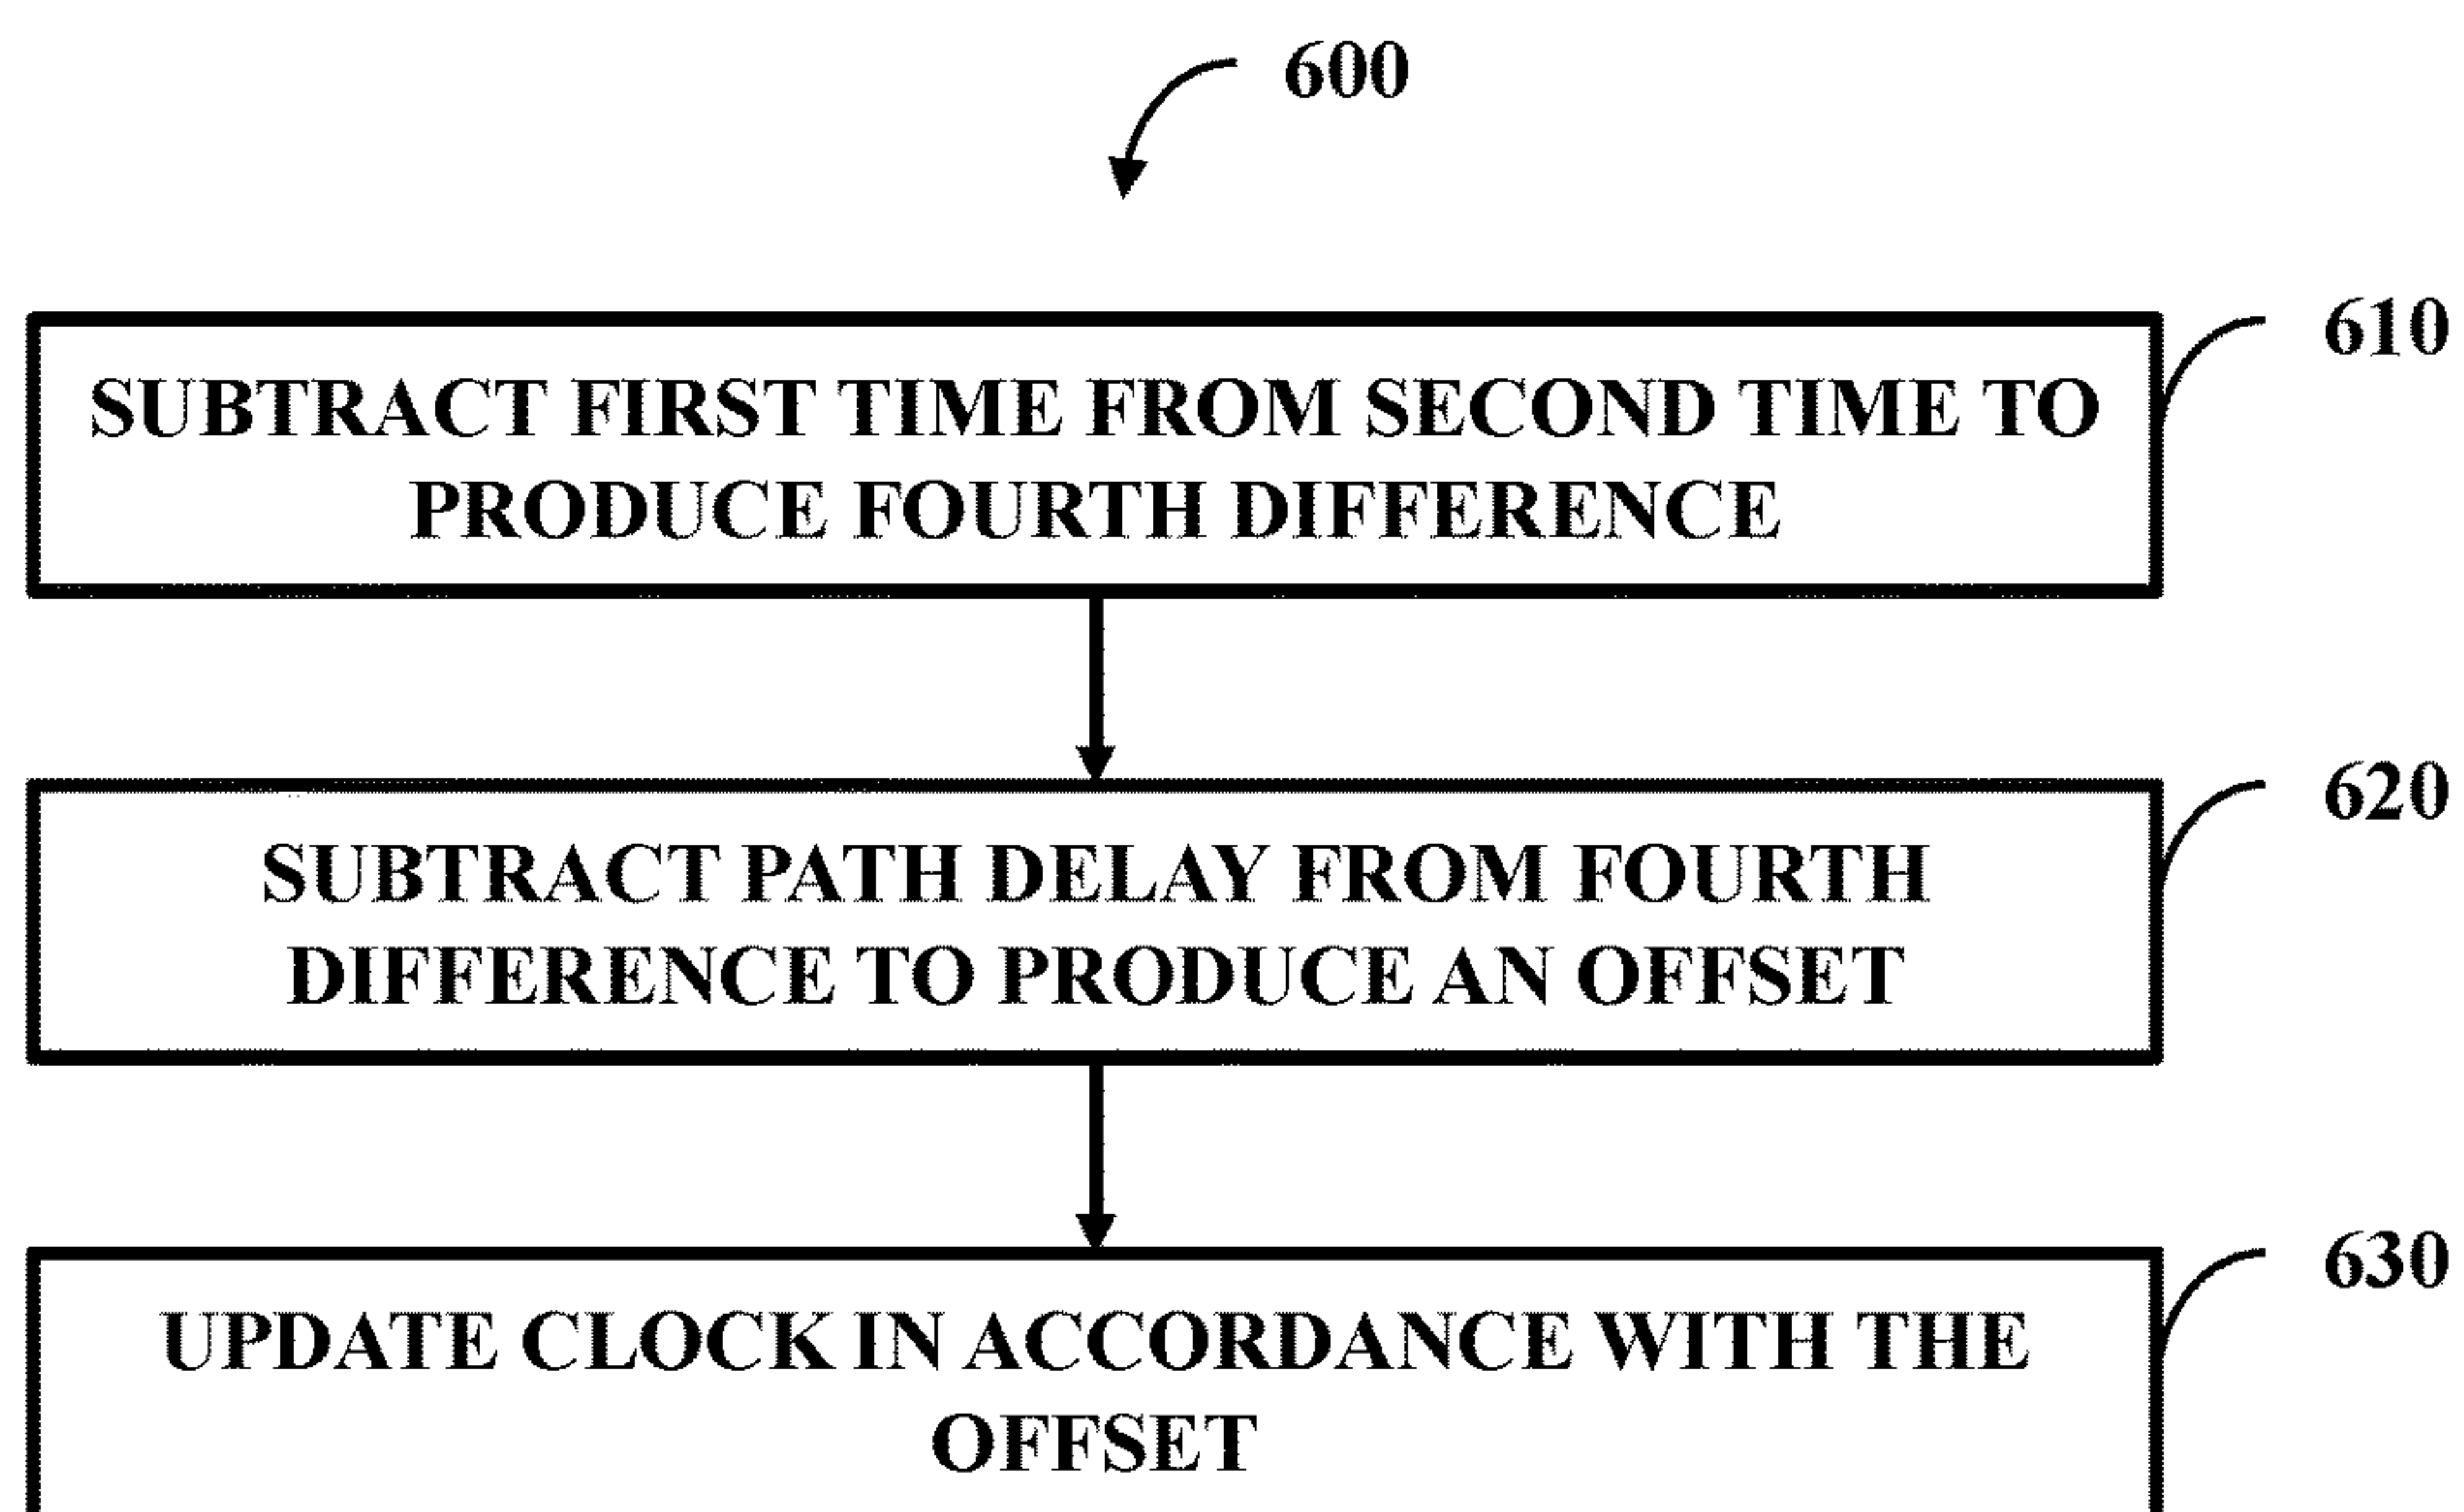 600
610
SUBTRACT FIRST TIME FROM SECOND TIME TO
PRODUCE FOURTH DIFFERENCE
620
SUBTRACT PATH DELAY FROM FOURTH
DIFFERENCE TO PRODUCE AN OFFSET
630
UPDATE CLOCK IN ACCORDANCE WITH THE
OFFSET